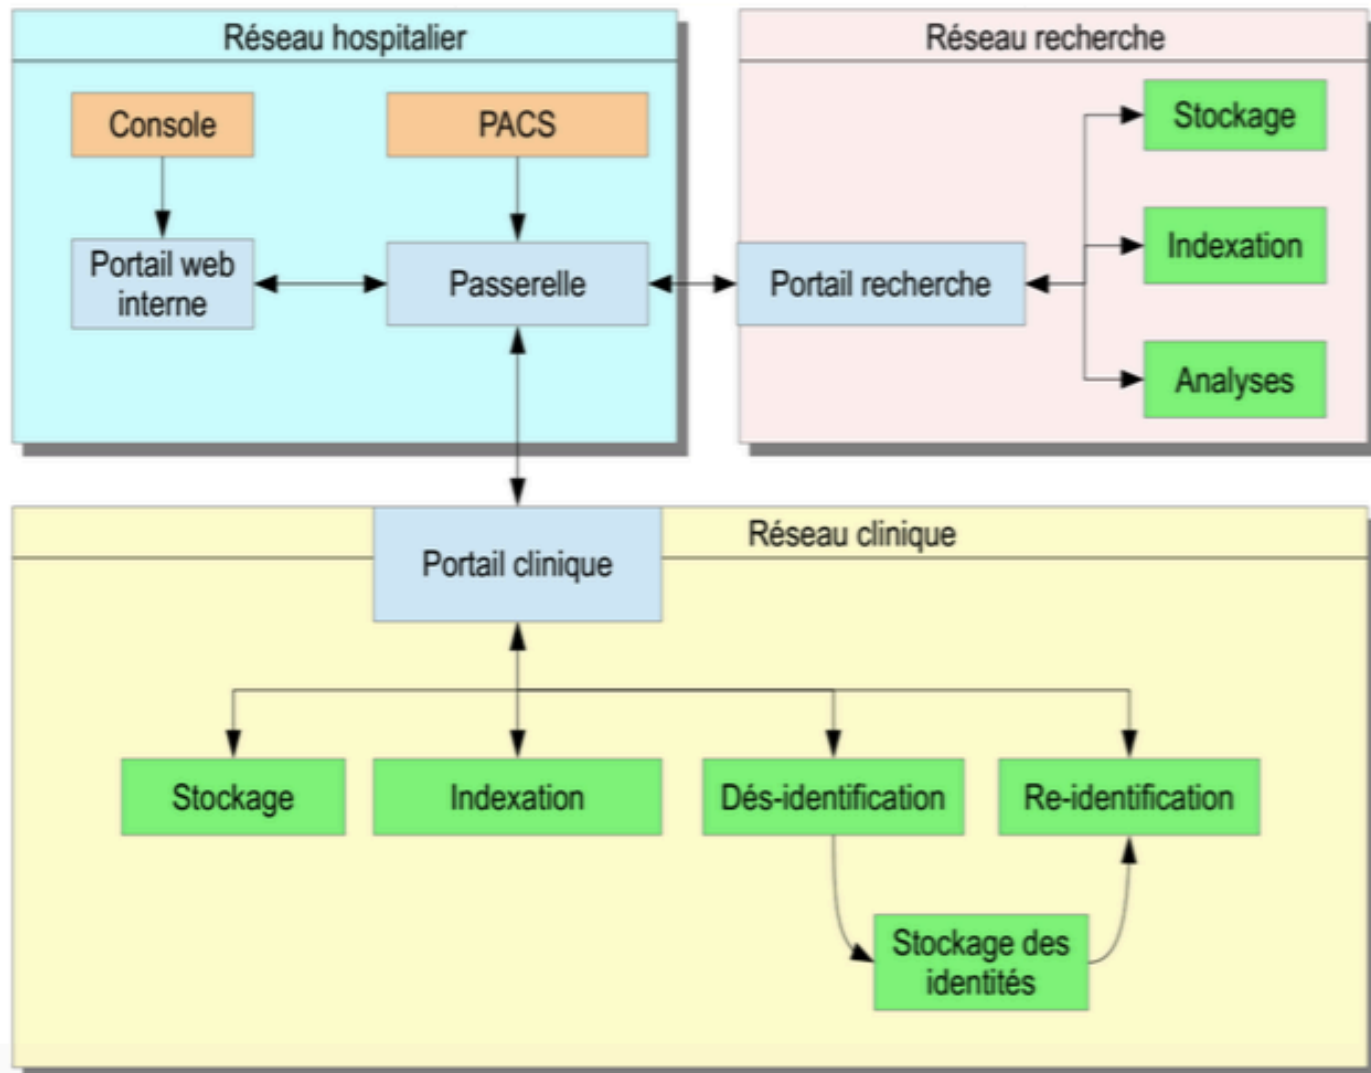 Réseau hospitalier
Console
PACS
Portail web
interne
Passerelle
Réseau recherche
Stockage
Indexation
Portail recherche
Analyses
Réseau clinique
Portail clinique
Stockage
Indexation
Dés-identification
Re-identification
Stockage des
identités